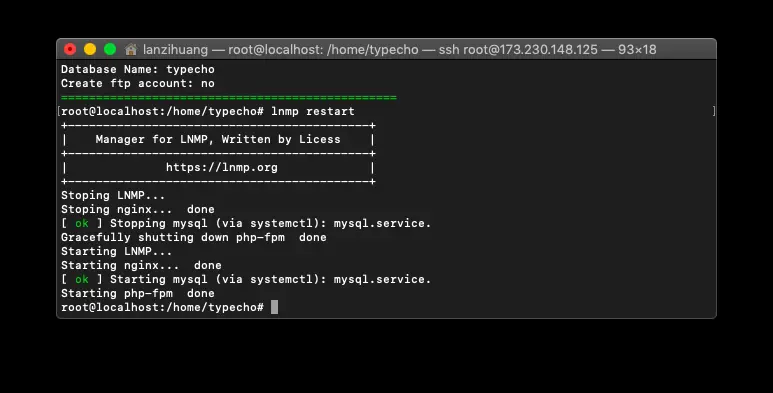 lanzihuang — root@localhost: /home/typecho — ssh root@173.230.148.125 — 93×18
Database Name: typecho
Create ftp account: no
================================================
[root@localhost:/home/typecho# lnmp restart ]
+-------------------------------------------+
|    Manager for LNMP, Written by Licess    |
+-------------------------------------------+
|              https://lnmp.org             |
+-------------------------------------------+
Stoping LNMP...
Stoping nginx...  done
[ ok ] Stopping mysql (via systemctl): mysql.service.
Gracefully shutting down php-fpm  done
Starting LNMP...
Starting nginx...  done
[ ok ] Starting mysql (via systemctl): mysql.service.
Starting php-fpm  done
root@localhost:/home/typecho#